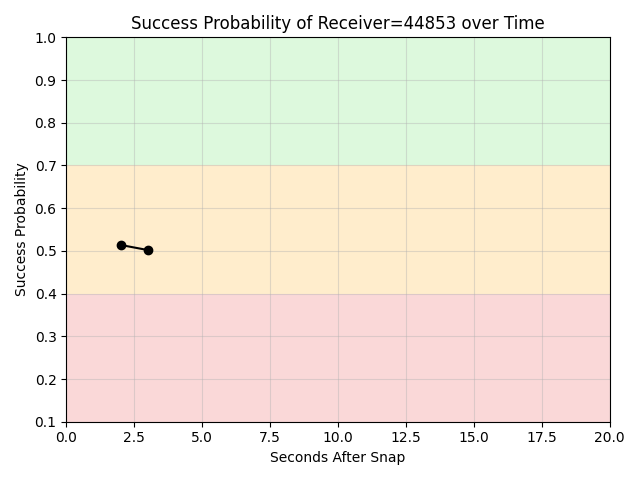 Success Probability of Receiver=44853 over Time
1.0
0.9
0.8
0.7
0.6
0.5
0.4
0.3
0.2
0.1
Success Probability
0.0 2.5 5.0 7.5 10.0 12.5 15.0 17.5 20.0
Seconds After Snap